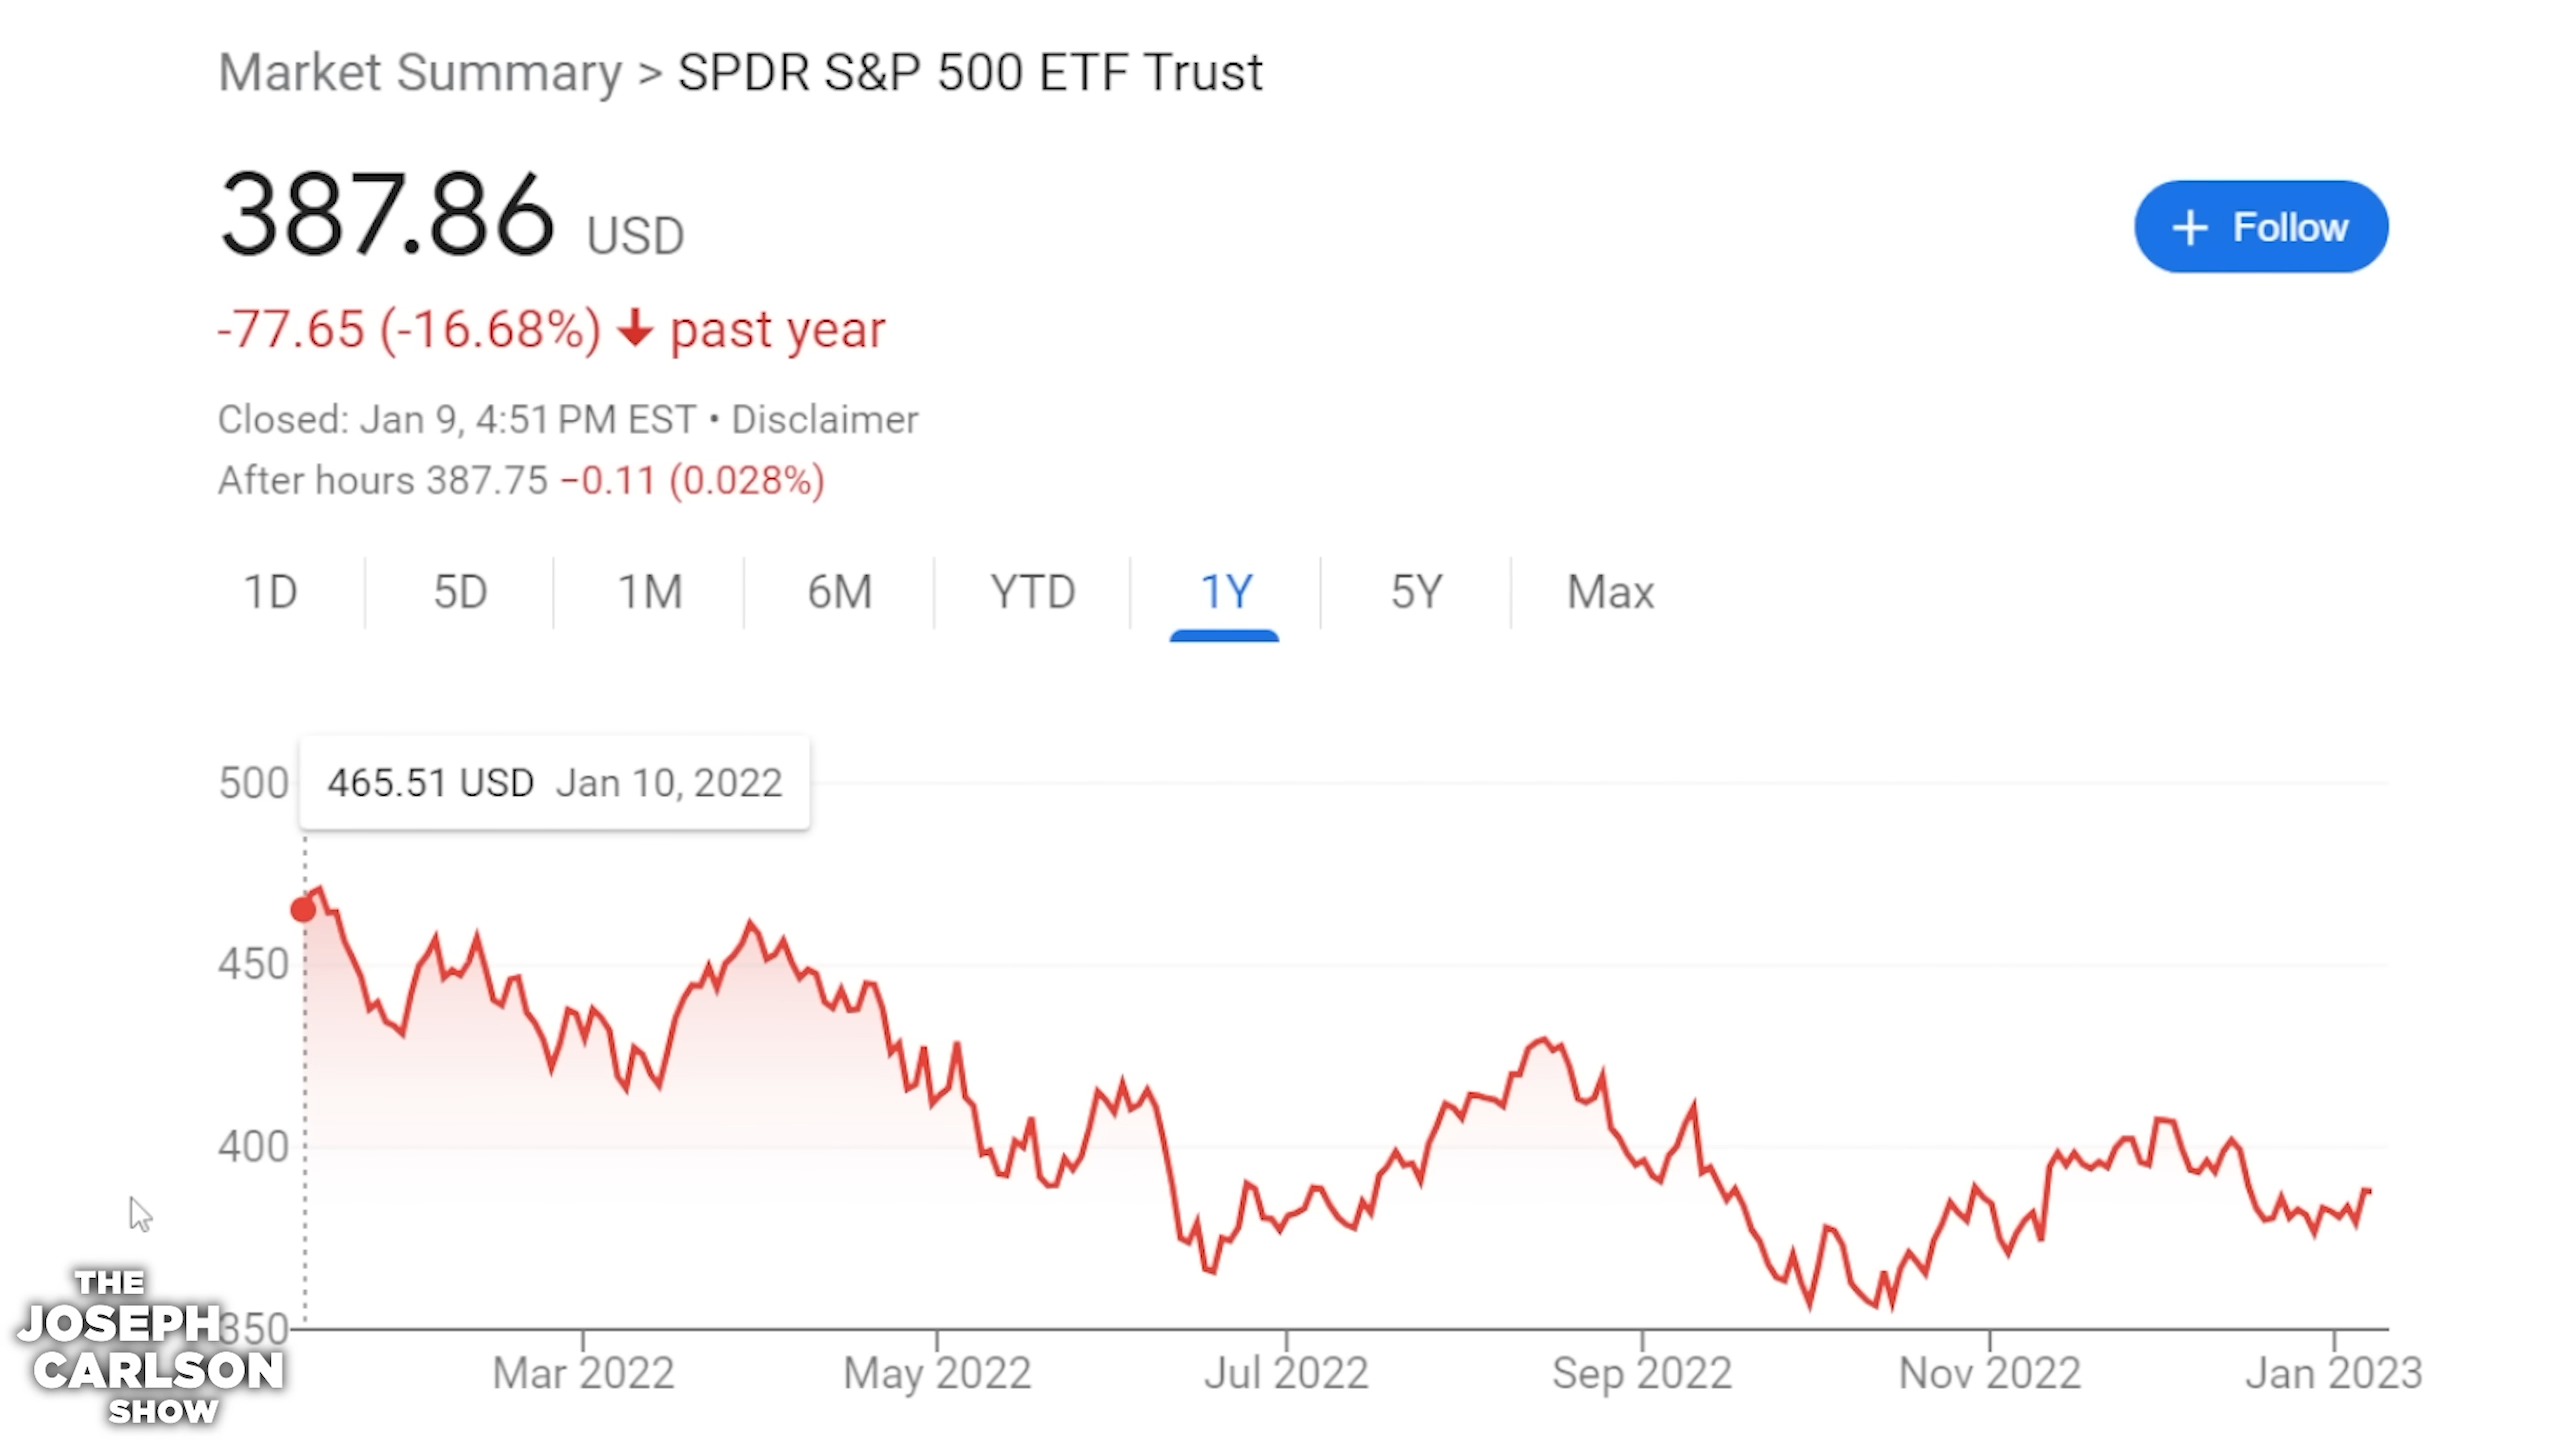 Market Summary > SPDR S&P 500 ETF Trust
387.86 USD
+ Follow
-77.65 (-16.68%) ↓ past year
Closed: Jan 9, 4:51 PM EST • Disclaimer
After hours 387.75 −0.11 (0.028%)
1D 5D 1M 6M YTD 1Y 5Y Max
500
465.51 USD Jan 10, 2022
450
400
350
Mar 2022 May 2022 Jul 2022 Sep 2022 Nov 2022 Jan 2023
THE
JOSEPH
CARLSON
SHOW